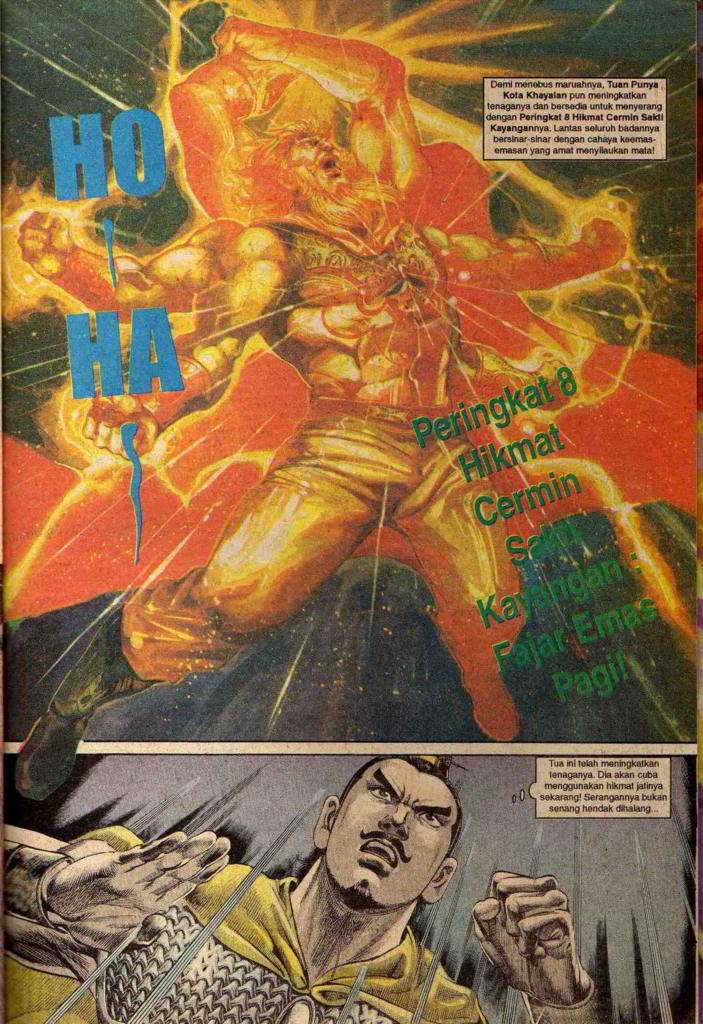 Demi menebus maruahnya, Tuan Punya
Kota Khayalan pun meningkatkan
tenaganya dan bersedia untuk menyerang
dengan Peringkat 8 Hikmat Cermin Sakti
Kayangannya. Lantas seluruh badannya
bersinar-sinar dengan cahaya keemas-
emasan yang amat menyilaukan mata!
HO
HA
Peringkat 8
Hikmat
Cermin
Sakti
Kayangan :
Fajar Emas
Pagi!
Tua ini telah meningkatkan
tenaganya. Dia akan cuba
menggunakan hikmat jatinya
sekarang! Serangannya bukan
senang hendak dihalang...